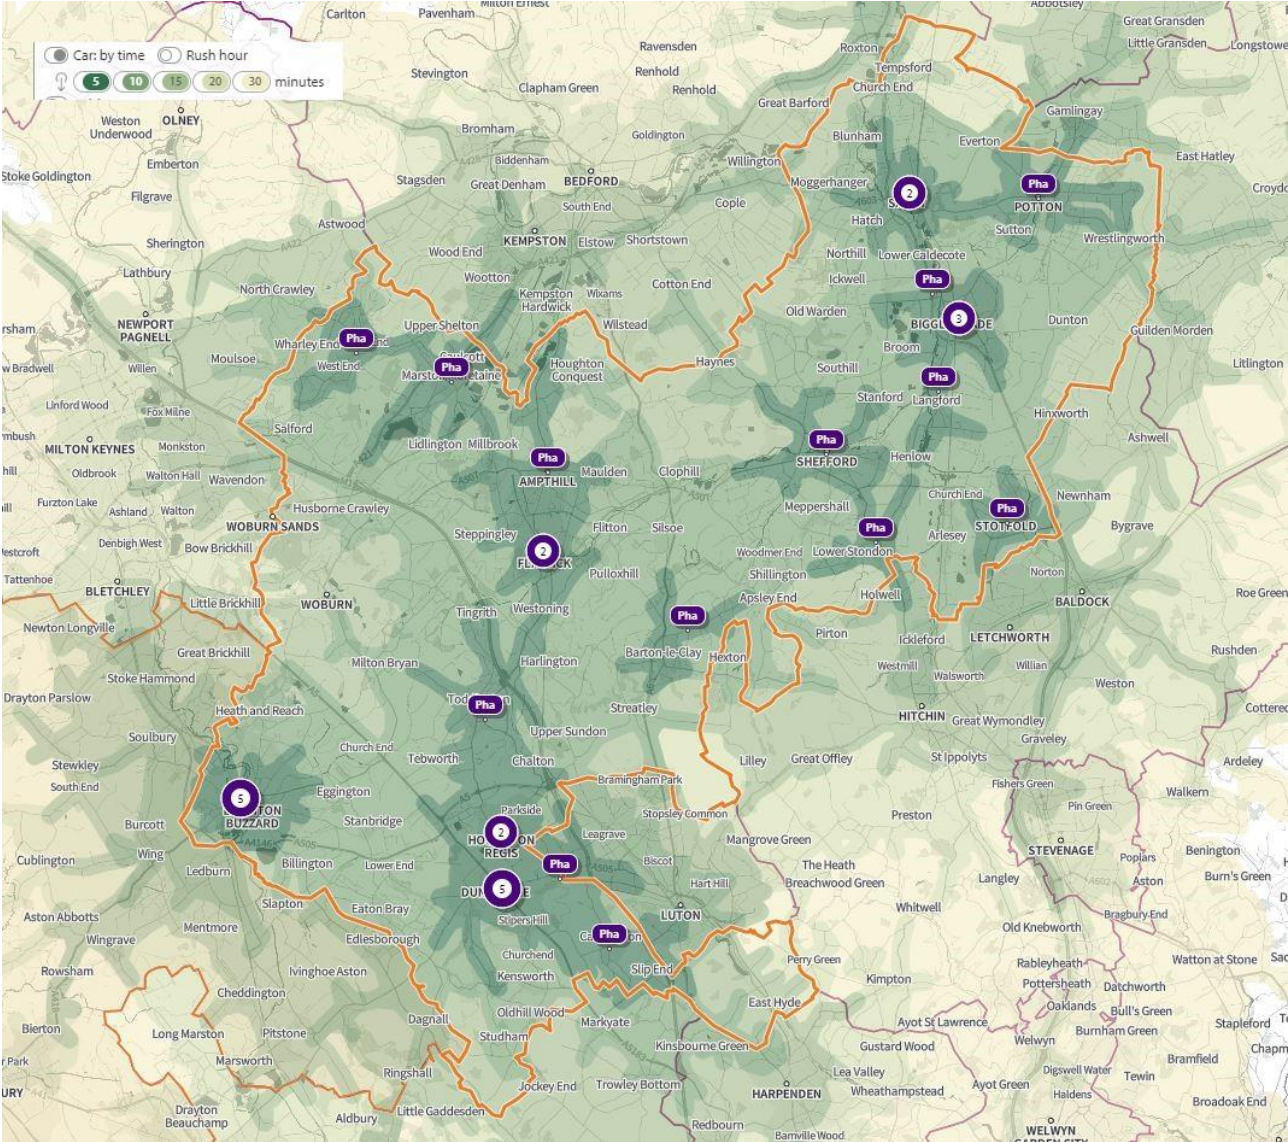 Carlton
Pavenham
Milton Ernest
Abbotsley
Great Gransden
Little Gransden
Longstowe
Car: by time Rush hour
5 10 15 20 30 minutes
Ravensden
Roxton
Tempsford
Stevington
Renhold
Clapham Green
Renhold
Church End
Great Barford
Gamlingay
Weston
Underwood
OLNEY
Bromham
Goldington
Blunham
Everton
East Hatley
Emberton
Biddenham
Willington
Stoke Goldington
Stagsden
Great Denham
BEDFORD
Moggerhanger
2
Pha
POTTON
Filgrave
South End
Cople
Astwood
Hatch
Sutton
KEMPSTON
Elstow
Shortstown
Wrestlingworth
Sherington
Wood End
Northill
Lower Caldecote
Lathbury
Wootton
Ickwell
Pha
North Crawley
Kempston
Hardwick
Wixams
Cotton End
Old Warden
NEWPORT
PAGNELL
Upper Shelton
Wilstead
3
Dunton
Guilden Morden
Wharley End
Pha
West End
Broom
Moulsoe
Willen
Pha
Houghton
Conquest
Haynes
Southill
Pha
Litlington
Stanford
Langford
Linford Wood
Fox Milne
Salford
Hinxworth
Lidlington
Millbrook
Pha
SHEFFORD
Ashwell
MILTON KEYNES
Monkston
Pha
AMPTHILL
Maulden
Clophill
Henlow
Oldbrook
Walton Hall
Wavendon
Church End
Newnham
Furzton Lake
Ashland
Walton
Husborne Crawley
Meppershall
Pha
STOTFOLD
Bygrave
WOBURN SANDS
Flitton
Silsoe
Pha
Arlesey
Denbigh West
Bow Brickhill
Steppingley
2
Woodmer End
Lower Stondon
Tattenhoe
Pulloxhill
Shillington
Norton
BLETCHLEY
Little Brickhill
WOBURN
Westoning
Apsley End
Holwell
BALDOCK
Roe Green
Newton Longville
Tingrith
Pha
Pirton
Ickleford
LETCHWORTH
Great Brickhill
Milton Bryan
Harlington
Barton-le-Clay
Hexton
Westmill
Willian
Rushden
Stoke Hammond
Walsworth
Weston
Drayton Parslow
Pha
Streatley
HITCHIN
Great Wymondley
Heath and Reach
Graveley
Soulbury
Church End
Upper Sundon
Stewkley
Tebworth
Chalton
Lilley
Great Offley
St Ippolyts
Ardeley
South End
Bramingham Park
Fishers Green
Walkern
5
BUZZARD
Eggington
Parkside
Stopsley Common
Preston
Pin Green
Burcott
Stanbridge
2
REGIS
Leagrave
Mangrove Green
STEVENAGE
Benington
Cublington
Wing
Billington
Lower End
Pha
Biscot
The Heath
Poplars
Ledburn
Hart Hill
Breachwood Green
Langley
Aston
Burn's Green
Slapton
5
Aston Abbotts
Eaton Bray
Stipers Hill
LUTON
Whitwell
Bragbury End
Mentmore
Pha
Old Knebworth
Wingrave
Edlesborough
Churchend
Slip End
Perry Green
Rableyheath
Watton at Stone
Rowsham
Ivinghoe Aston
Kensworth
Kimpton
Pottersheath
Datchworth
Cheddington
Oldhill Wood
East Hyde
Oaklands
Bull's Green
Bierton
Long Marston
Pitstone
Dagnall
Studham
Markyate
Ayot St Lawrence
Welwyn
Burnham Green
Stapleford
Marsworth
Kinsbourne Green
Gustard Wood
Bramfield
Ringshall
Lea Valley
Digswell Water
Jockey End
Trowley Bottom
HARPENDEN
Wheathampstead
Ayot Green
Tewin
Haldens
Drayton
Beauchamp
Aldbury
Little Gaddesden
Redbourn
Batford
Broadoak End
WELWYN
GARDEN CITY